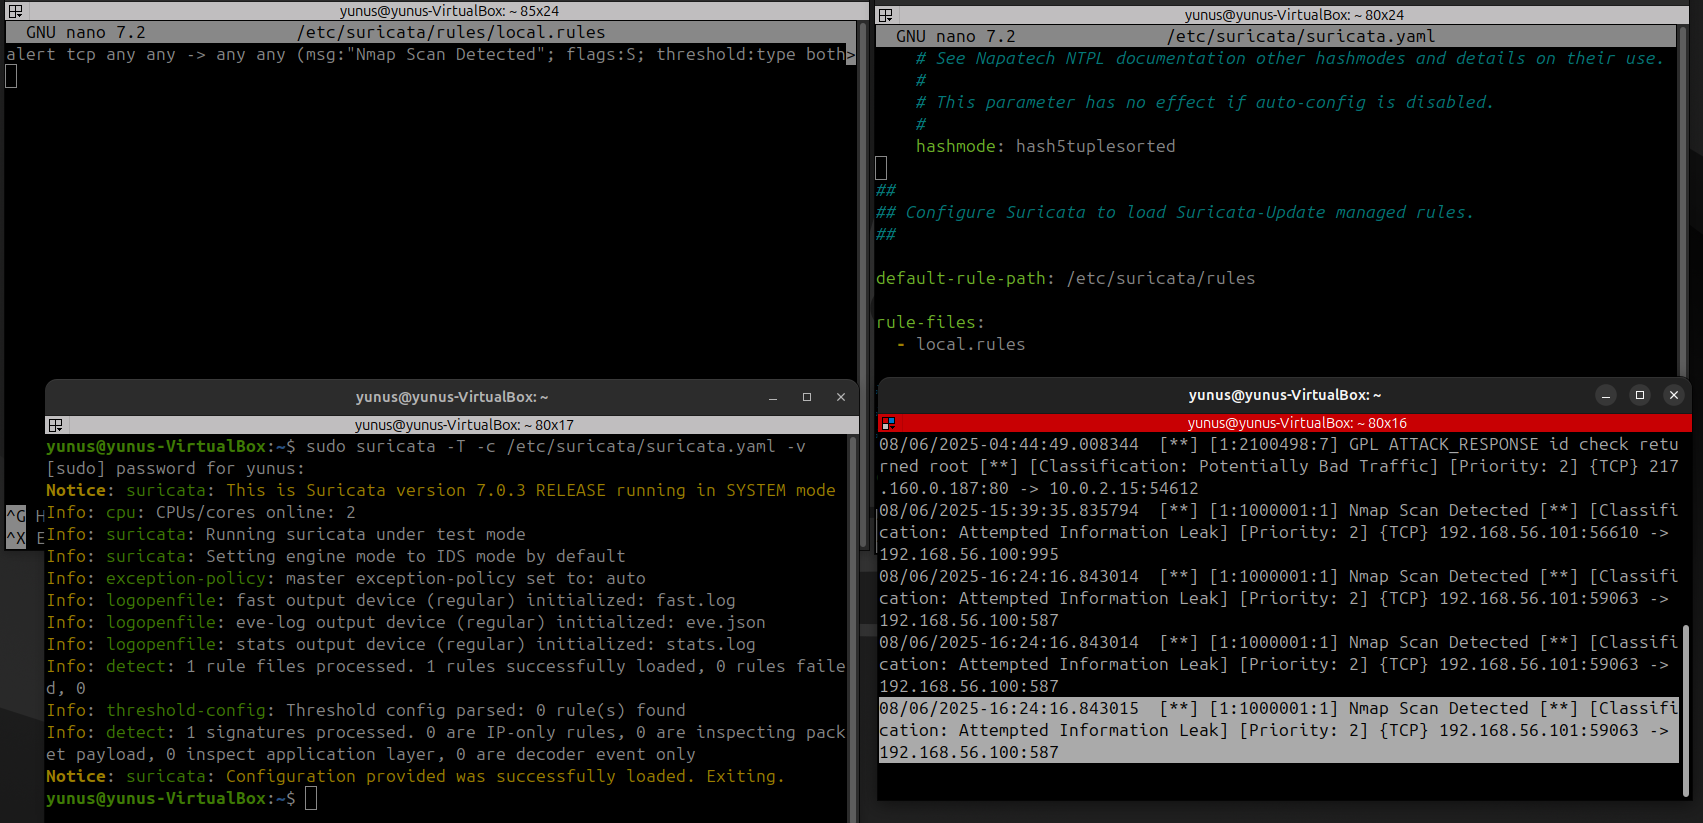 yunus@yunus-VirtualBox: ~ 85x24
GNU nano 7.2 /etc/suricata/rules/local.rules
alert tcp any any -> any any (msg:"Nmap Scan Detected"; flags:S; threshold:type both>
^G H
^X E
yunus@yunus-VirtualBox: ~ 80x24
GNU nano 7.2 /etc/suricata/suricata.yaml
# See Napatech NTPL documentation other hashmodes and details on their use.
#
# This parameter has no effect if auto-config is disabled.
#
hashmode: hash5tuplesorted
##
## Configure Suricata to load Suricata-Update managed rules.
##
default-rule-path: /etc/suricata/rules
rule-files:
- local.rules
yunus@yunus-VirtualBox: ~
yunus@yunus-VirtualBox: ~ 80x17
yunus@yunus-VirtualBox:~$ sudo suricata -T -c /etc/suricata/suricata.yaml -v
[sudo] password for yunus:
Notice: suricata: This is Suricata version 7.0.3 RELEASE running in SYSTEM mode
Info: cpu: CPUs/cores online: 2
Info: suricata: Running suricata under test mode
Info: suricata: Setting engine mode to IDS mode by default
Info: exception-policy: master exception-policy set to: auto
Info: logopenfile: fast output device (regular) initialized: fast.log
Info: logopenfile: eve-log output device (regular) initialized: eve.json
Info: logopenfile: stats output device (regular) initialized: stats.log
Info: detect: 1 rule files processed. 1 rules successfully loaded, 0 rules faile
d, 0
Info: threshold-config: Threshold config parsed: 0 rule(s) found
Info: detect: 1 signatures processed. 0 are IP-only rules, 0 are inspecting pack
et payload, 0 inspect application layer, 0 are decoder event only
Notice: suricata: Configuration provided was successfully loaded. Exiting.
yunus@yunus-VirtualBox:~$
yunus@yunus-VirtualBox: ~
yunus@yunus-VirtualBox: ~ 80x16
08/06/2025-04:44:49.008344 [**] [1:2100498:7] GPL ATTACK_RESPONSE id check retu
rned root [**] [Classification: Potentially Bad Traffic] [Priority: 2] {TCP} 217
.160.0.187:80 -> 10.0.2.15:54612
08/06/2025-15:39:35.835794 [**] [1:1000001:1] Nmap Scan Detected [**] [Classifi
cation: Attempted Information Leak] [Priority: 2] {TCP} 192.168.56.101:56610 ->
192.168.56.100:995
08/06/2025-16:24:16.843014 [**] [1:1000001:1] Nmap Scan Detected [**] [Classifi
cation: Attempted Information Leak] [Priority: 2] {TCP} 192.168.56.101:59063 ->
192.168.56.100:587
08/06/2025-16:24:16.843014 [**] [1:1000001:1] Nmap Scan Detected [**] [Classifi
cation: Attempted Information Leak] [Priority: 2] {TCP} 192.168.56.101:59063 ->
192.168.56.100:587
08/06/2025-16:24:16.843015 [**] [1:1000001:1] Nmap Scan Detected [**] [Classifi
cation: Attempted Information Leak] [Priority: 2] {TCP} 192.168.56.101:59063 ->
192.168.56.100:587